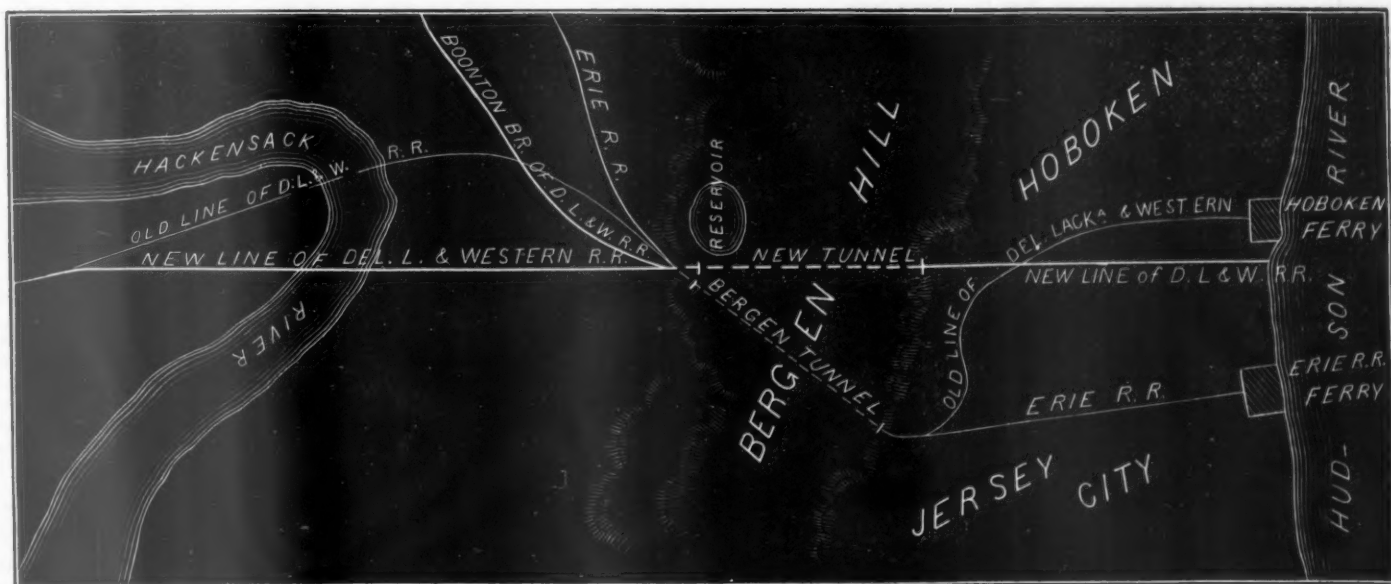 HACKENSACK
RIVER
OLD LINE OF D.L.& W. R. R.
BOONTON BR. OF D. L. & W. R. R.
ERIE R. R.
NEW LINE OF DEL. L. & WESTERN R. R.
RESERVOIR
NEW TUNNEL
BERGEN TUNNEL
BERGEN HILL
HOBOKEN
OLD LINE OF DEL. LACKᴬ & WESTERN
NEW LINE OF D. L & W. R.R.
ERIE R. R.
JERSEY CITY
HOBOKEN
FERRY
ERIE R.R.
FERRY
HUD-
SON
RIVER